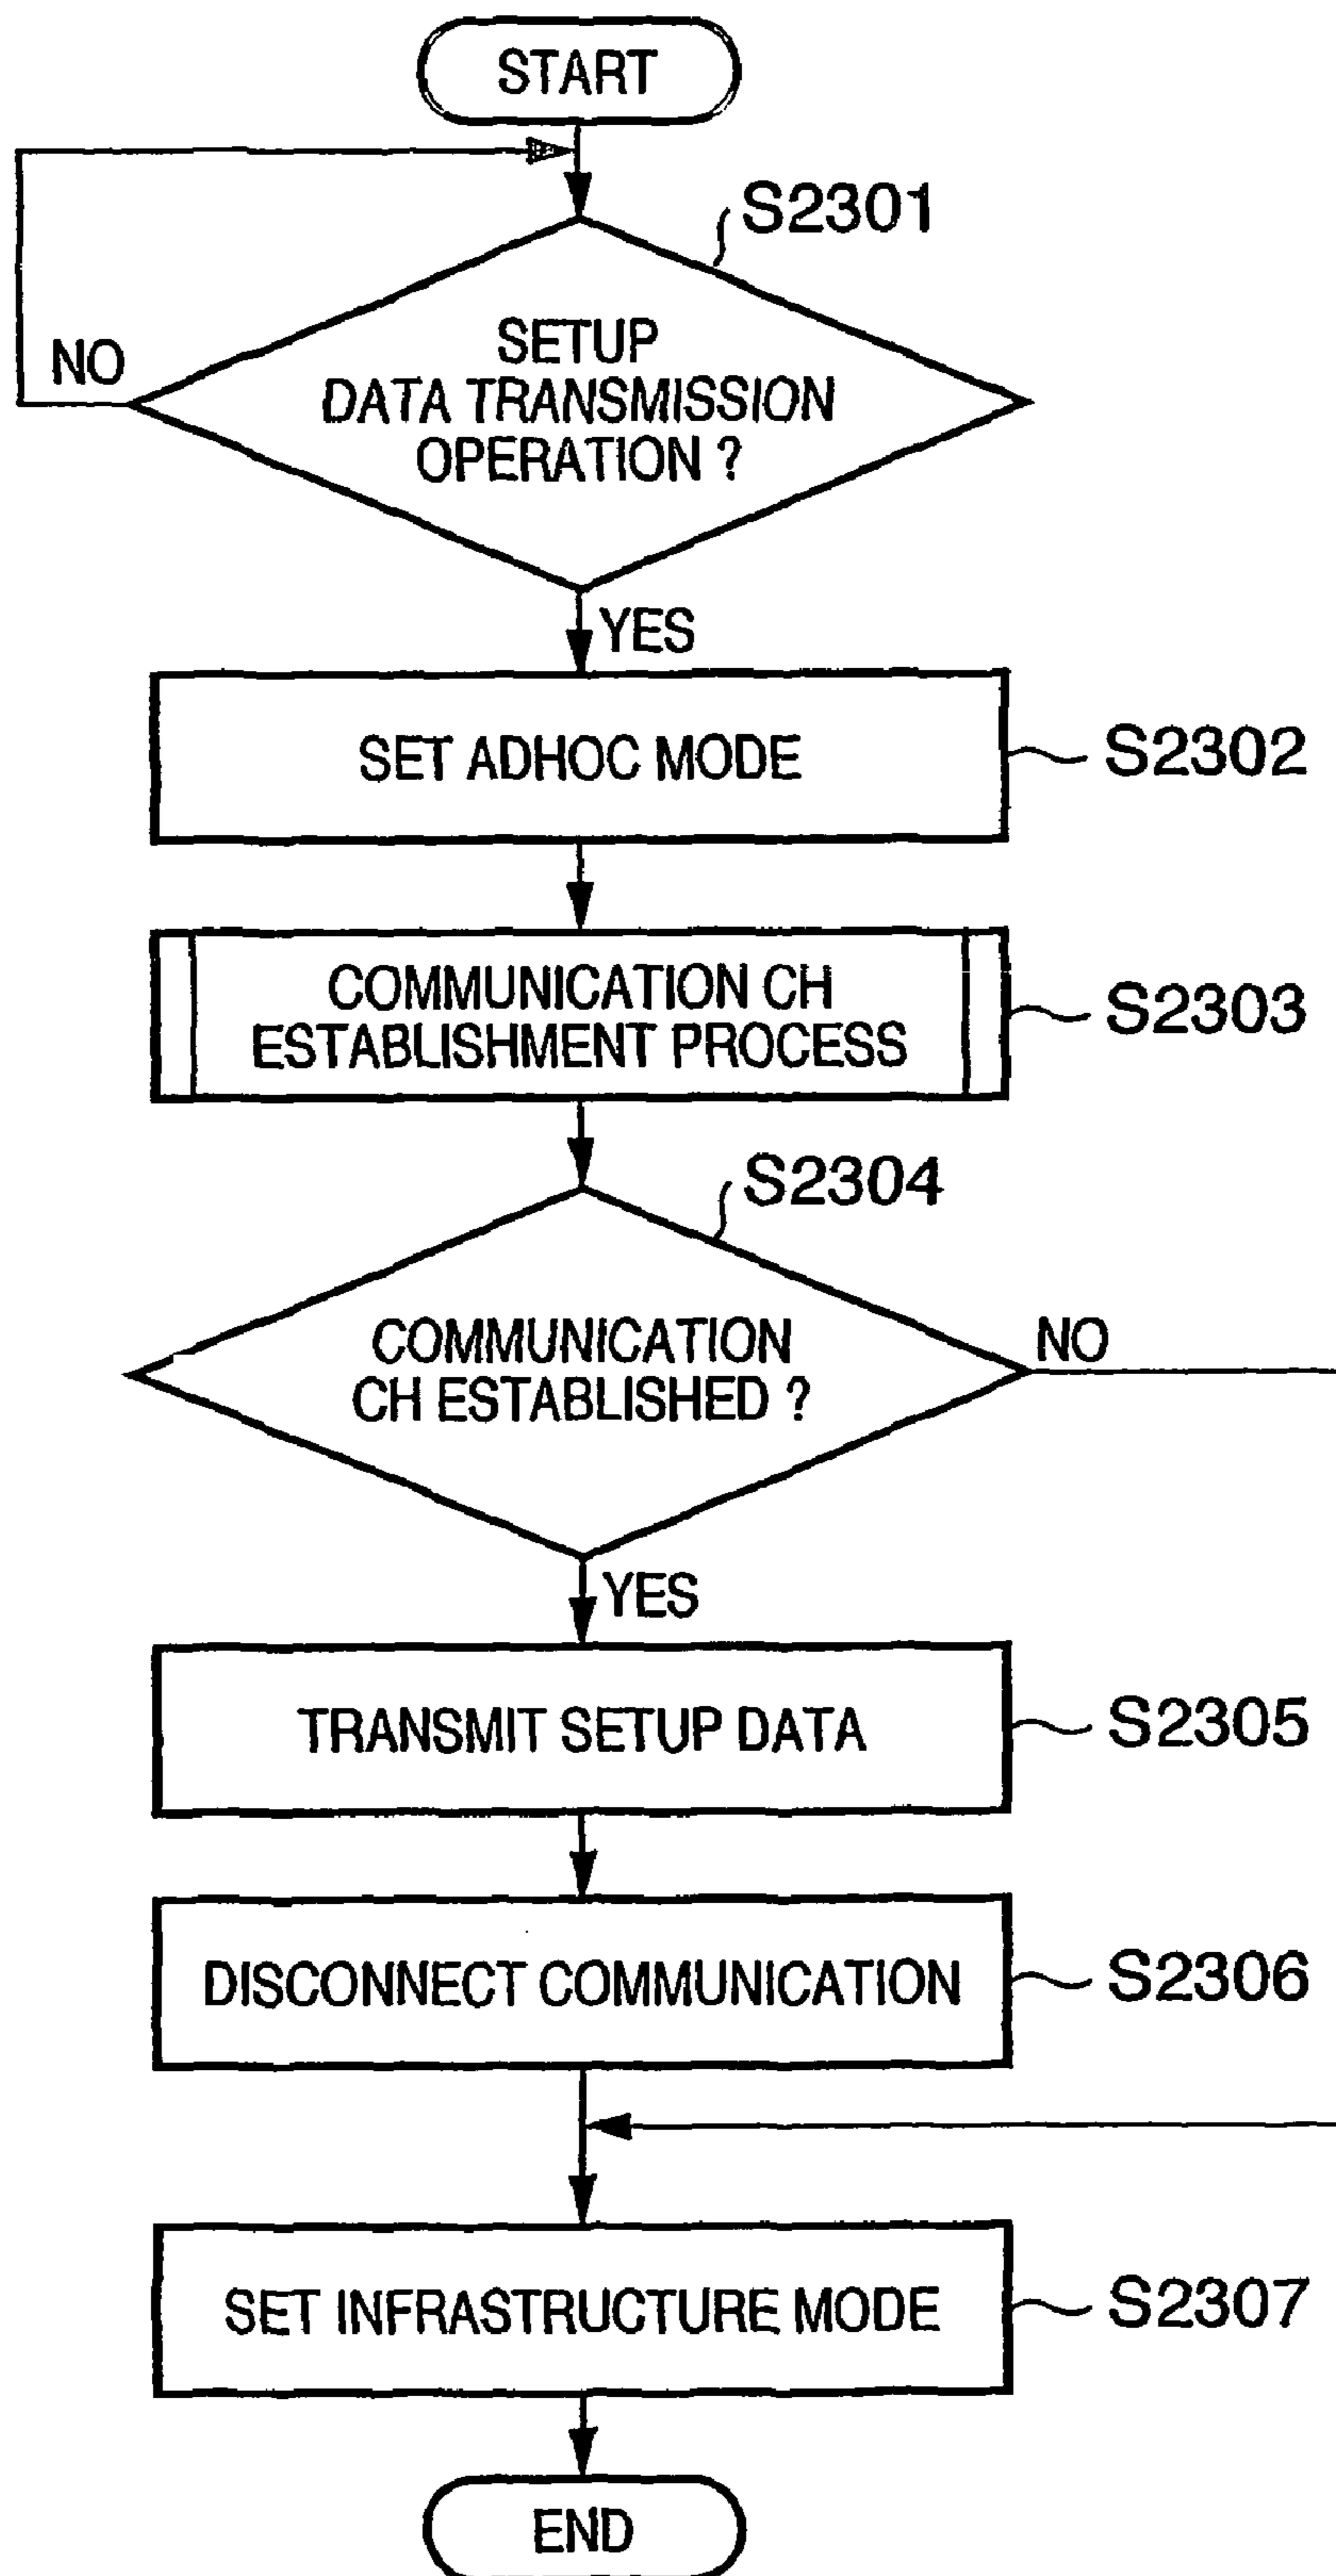 START
S2301
SETUP
DATA TRANSMISSION
OPERATION ?
NO
YES
SET ADHOC MODE
S2302
COMMUNICATION CH
ESTABLISHMENT PROCESS
S2303
S2304
COMMUNICATION
CH ESTABLISHED ?
NO
YES
TRANSMIT SETUP DATA
S2305
DISCONNECT COMMUNICATION
S2306
SET INFRASTRUCTURE MODE
S2307
END